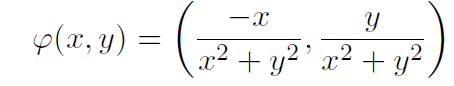 φ(x, y) = ( −x / (x² + y²) , y / (x² + y²) )